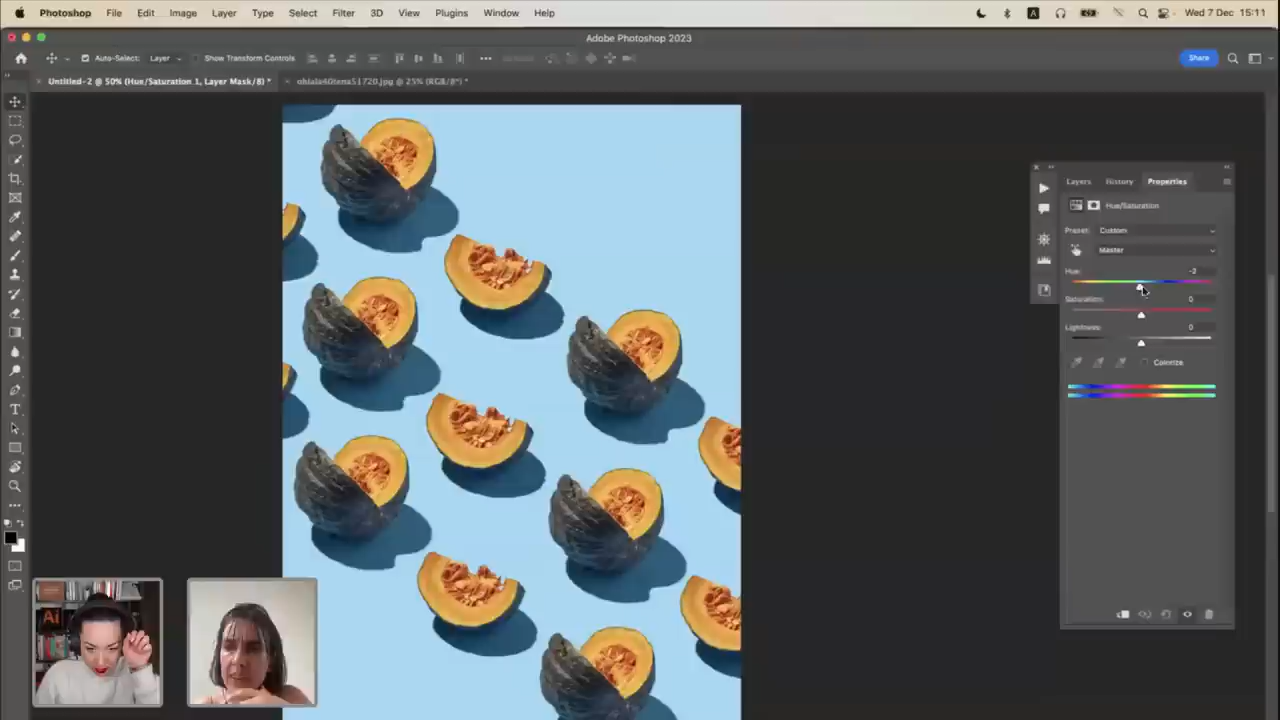 Photoshop File Edit Image Layer Type Select Filter 3D View Plugins Window Help A Wed 7 Dec 15:11
Adobe Photoshop 2023
Auto-Select: Layer Show Transform Controls Share
Untitled-2 @ 50% (Hue/Saturation 1, Layer Mask/8) *
Layers History Properties
Hue/Saturation
Preset: Custom
Master
Hue: -2
Saturation: 0
Lightness: 0
Colorize
Ai